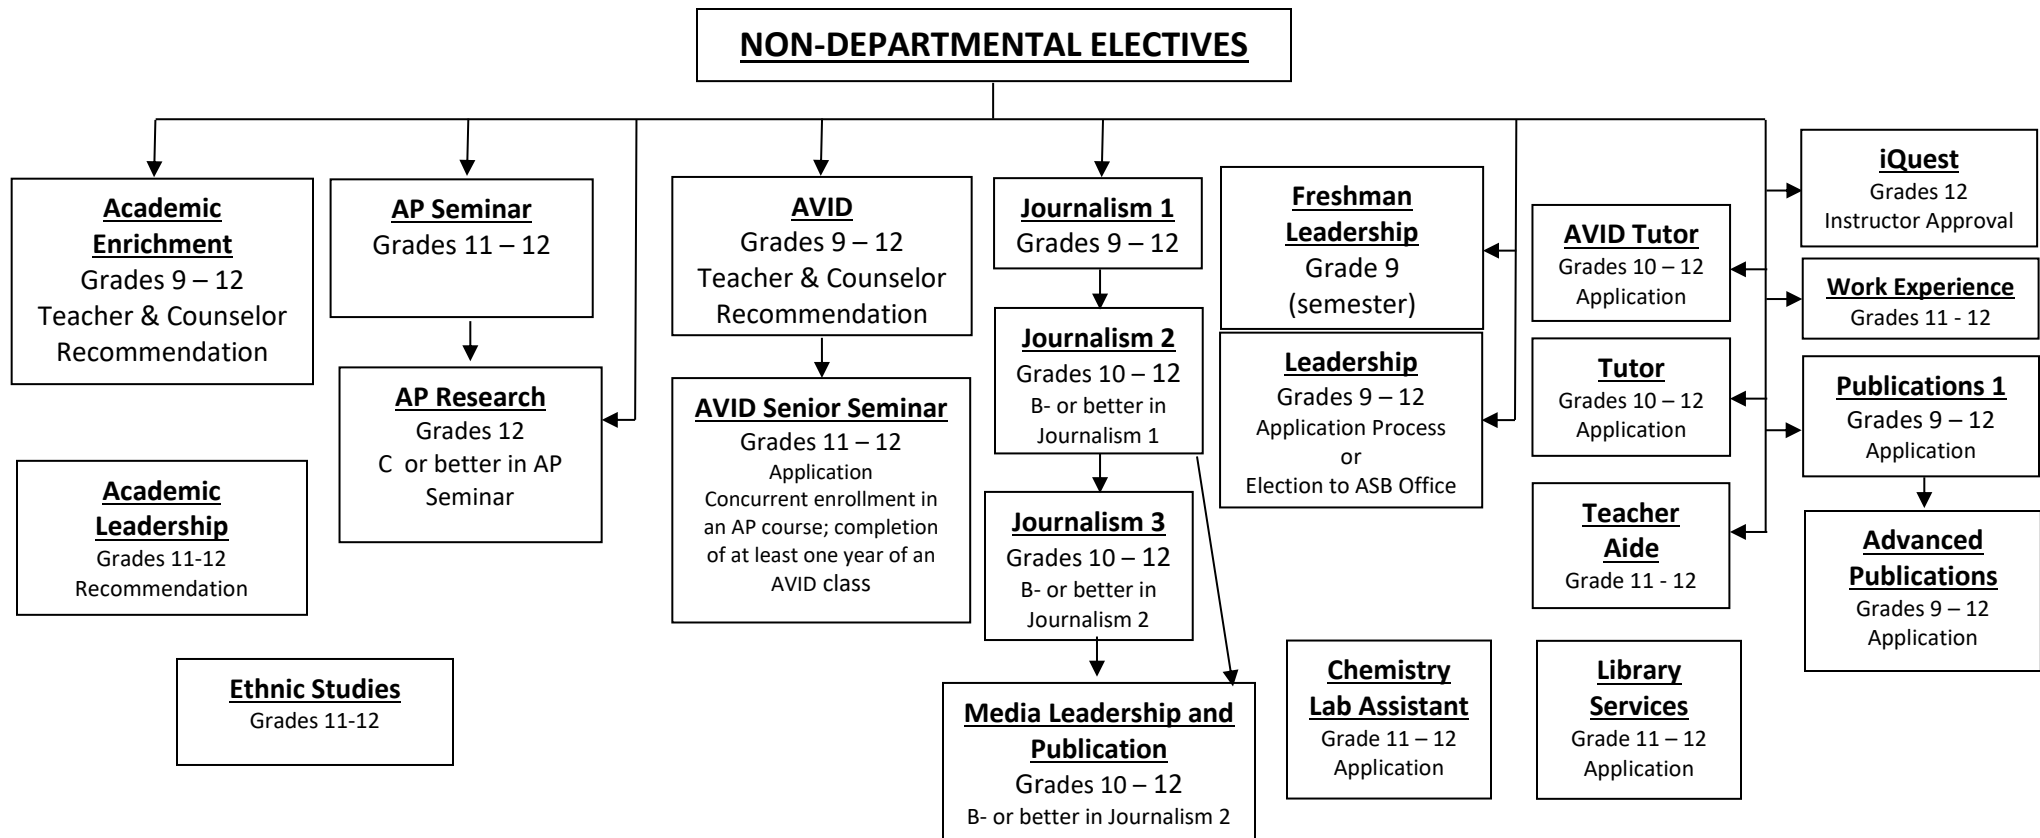 NON-DEPARTMENTAL ELECTIVES
Academic
Enrichment
Grades 9 – 12
Teacher & Counselor
Recommendation
AP Seminar
Grades 11 – 12
AVID
Grades 9 – 12
Teacher & Counselor
Recommendation
Journalism 1
Grades 9 – 12
Freshman
Leadership
Grade 9
(semester)
AVID Tutor
Grades 10 – 12
Application
iQuest
Grades 12
Instructor Approval
Work Experience
Grades 11 - 12
AP Research
Grades 12
C  or better in AP
Seminar
AVID Senior Seminar
Grades 11 – 12
Application
Concurrent enrollment in
an AP course; completion
of at least one year of an
AVID class
Journalism 2
Grades 10 – 12
B- or better in
Journalism 1
Leadership
Grades 9 – 12
Application Process
or
Election to ASB Office
Tutor
Grades 10 – 12
Application
Publications 1
Grades 9 – 12
Application
Academic
Leadership
Grades 11-12
Recommendation
Journalism 3
Grades 10 – 12
B- or better in
Journalism 2
Teacher
Aide
Grade 11 - 12
Advanced
Publications
Grades 9 – 12
Application
Ethnic Studies
Grades 11-12
Media Leadership and
Publication
Grades 10 – 12
B- or better in Journalism 2
Chemistry
Lab Assistant
Grade 11 – 12
Application
Library
Services
Grade 11 – 12
Application